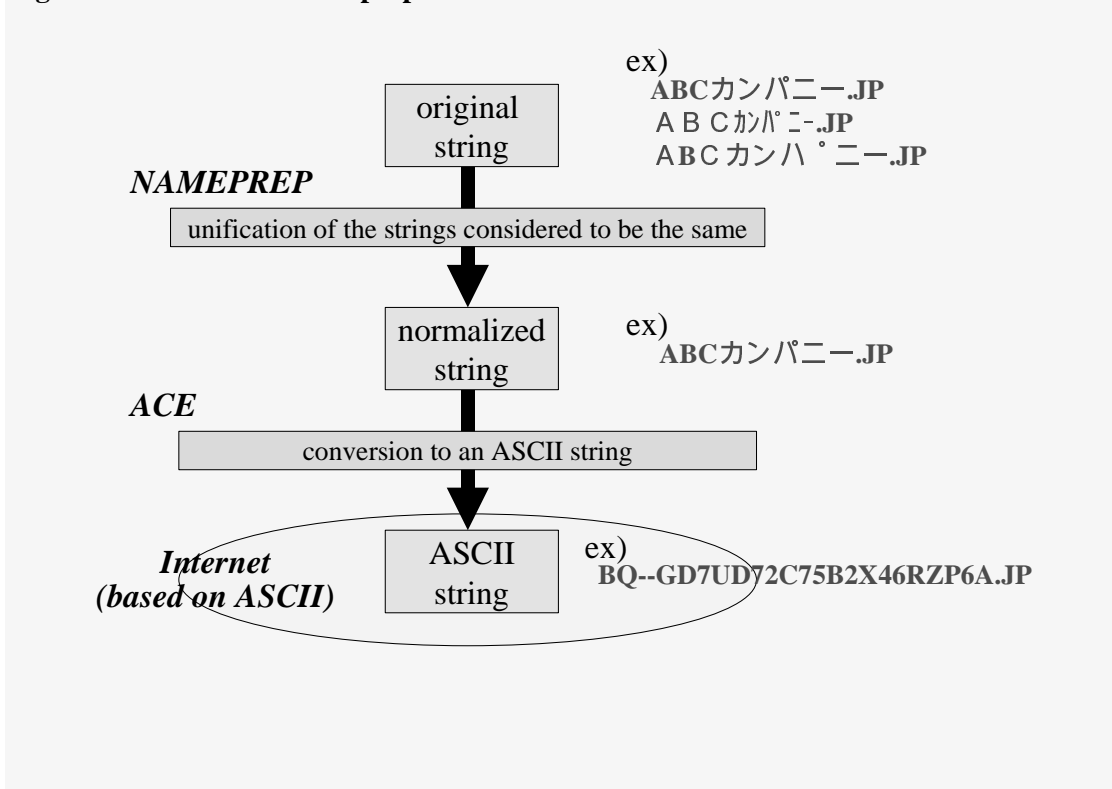 original
string
ex)
ABCカンパニー.JP
ＡＢＣｶﾝﾊﾟﾆｰ.JP
ＡBＣカンハ゜ニー.JP
NAMEPREP
unification of the strings considered to be the same
normalized
string
ex)
ABCカンパニー.JP
ACE
conversion to an ASCII string
Internet
(based on ASCII)
ASCII
string
ex)
BQ--GD7UD72C75B2X46RZP6A.JP